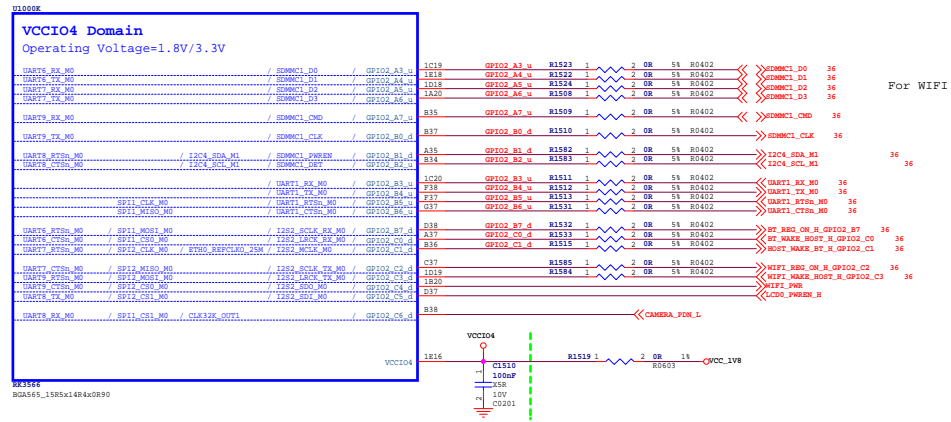 U1000K
VCCIO4 Domain
Operating Voltage=1.8V/3.3V
UART6_RX_M0 / SDMMC1_D0 / GPIO2_A3_u 1C19 GPIO2_A3_u R1523 1 2 0R 5% R0402 SDMMC1_D0 36
UART6_TX_M0 / SDMMC1_D1 / GPIO2_A4_u 1E18 GPIO2_A4_u R1522 1 2 0R 5% R0402 SDMMC1_D1 36
UART7_RX_M0 / SDMMC1_D2 / GPIO2_A5_u 1D18 GPIO2_A5_u R1524 1 2 0R 5% R0402 SDMMC1_D2 36
UART7_TX_M0 / SDMMC1_D3 / GPIO2_A6_u 1A20 GPIO2_A6_u R1508 1 2 0R 5% R0402 SDMMC1_D3 36
For WIFI
UART9_RX_M0 / SDMMC1_CMD / GPIO2_A7_u B35 GPIO2_A7_u R1509 1 2 0R 5% R0402 SDMMC1_CMD 36
UART9_TX_M0 / SDMMC1_CLK / GPIO2_B0_d B37 GPIO2_B0_d R1510 1 2 0R 5% R0402 SDMMC1_CLK 36
UART8_RTSn_M0 / I2C4_SDA_M1 / SDMMC1_PWREN / GPIO2_B1_d A35 GPIO2_B1_d R1582 1 2 0R 5% R0402 I2C4_SDA_M1 36
UART8_CTSn_M0 / I2C4_SCL_M1 / SDMMC1_DET / GPIO2_B2_u B34 GPIO2_B2_u R1583 1 2 0R 5% R0402 I2C4_SCL_M1 36
/ UART1_RX_M0 / GPIO2_B3_u 1C20 GPIO2_B3_u R1511 1 2 0R 5% R0402 UART1_RX_M0 36
/ UART1_TX_M0 / GPIO2_B4_u F38 GPIO2_B4_u R1512 1 2 0R 5% R0402 UART1_TX_M0 36
SPI1_CLK_M0 / UART1_RTSn_M0 / GPIO2_B5_u F37 GPIO2_B5_u R1513 1 2 0R 5% R0402 UART1_RTSn_M0 36
SPI1_MISO_M0 / UART1_CTSn_M0 / GPIO2_B6_u G37 GPIO2_B6_u R1531 1 2 0R 5% R0402 UART1_CTSn_M0 36
UART6_RTSn_M0 / SPI1_MOSI_M0 / I2S2_SCLK_RX_M0 / GPIO2_B7_d D38 GPIO2_B7_d R1532 1 2 0R 5% R0402 BT_REG_ON_H_GPIO2_B7 36
UART6_CTSn_M0 / SPI1_CS0_M0 / I2S2_LRCK_RX_M0 / GPIO2_C0_d A37 GPIO2_C0_d R1533 1 2 0R 5% R0402 BT_WAKE_HOST_H_GPIO2_C0 36
UART7_RTSn_M0 / SPI2_CLK_M0 / ETH0_REFCLKO_25M / I2S2_MCLK_M0 / GPIO2_C1_d B36 GPIO2_C1_d R1515 1 2 0R 5% R0402 HOST_WAKE_BT_H_GPIO2_C1 36
UART7_CTSn_M0 / SPI2_MISO_M0 / I2S2_SCLK_TX_M0 / GPIO2_C2_d C37 R1585 1 2 0R 5% R0402 WIFI_REG_ON_H_GPIO2_C2 36
UART9_RTSn_M0 / SPI2_MOSI_M0 / I2S2_LRCK_TX_M0 / GPIO2_C3_d 1D19 R1584 1 2 0R 5% R0402 WIFI_WAKE_HOST_H_GPIO2_C3 36
UART9_CTSn_M0 / SPI2_CS0_M0 / I2S2_SDO_M0 / GPIO2_C4_d 1B20 WIFI_PWR
UART8_TX_M0 / SPI2_CS1_M0 / I2S2_SDI_M0 / GPIO2_C5_d D37 LCD0_PWREN_H
UART8_RX_M0 / SPI1_CS1_M0 / CLK32K_OUT1 / GPIO2_C6_d B38 CAMERA_PDN_L
VCCIO4
VCCIO4 1E16 R1519 1 2 0R 1% VCC_1V8
R0603
1 C1510
100nF
X5R
10V
2 C0201
RK3566
BGA565_15R5x14R4x0R90